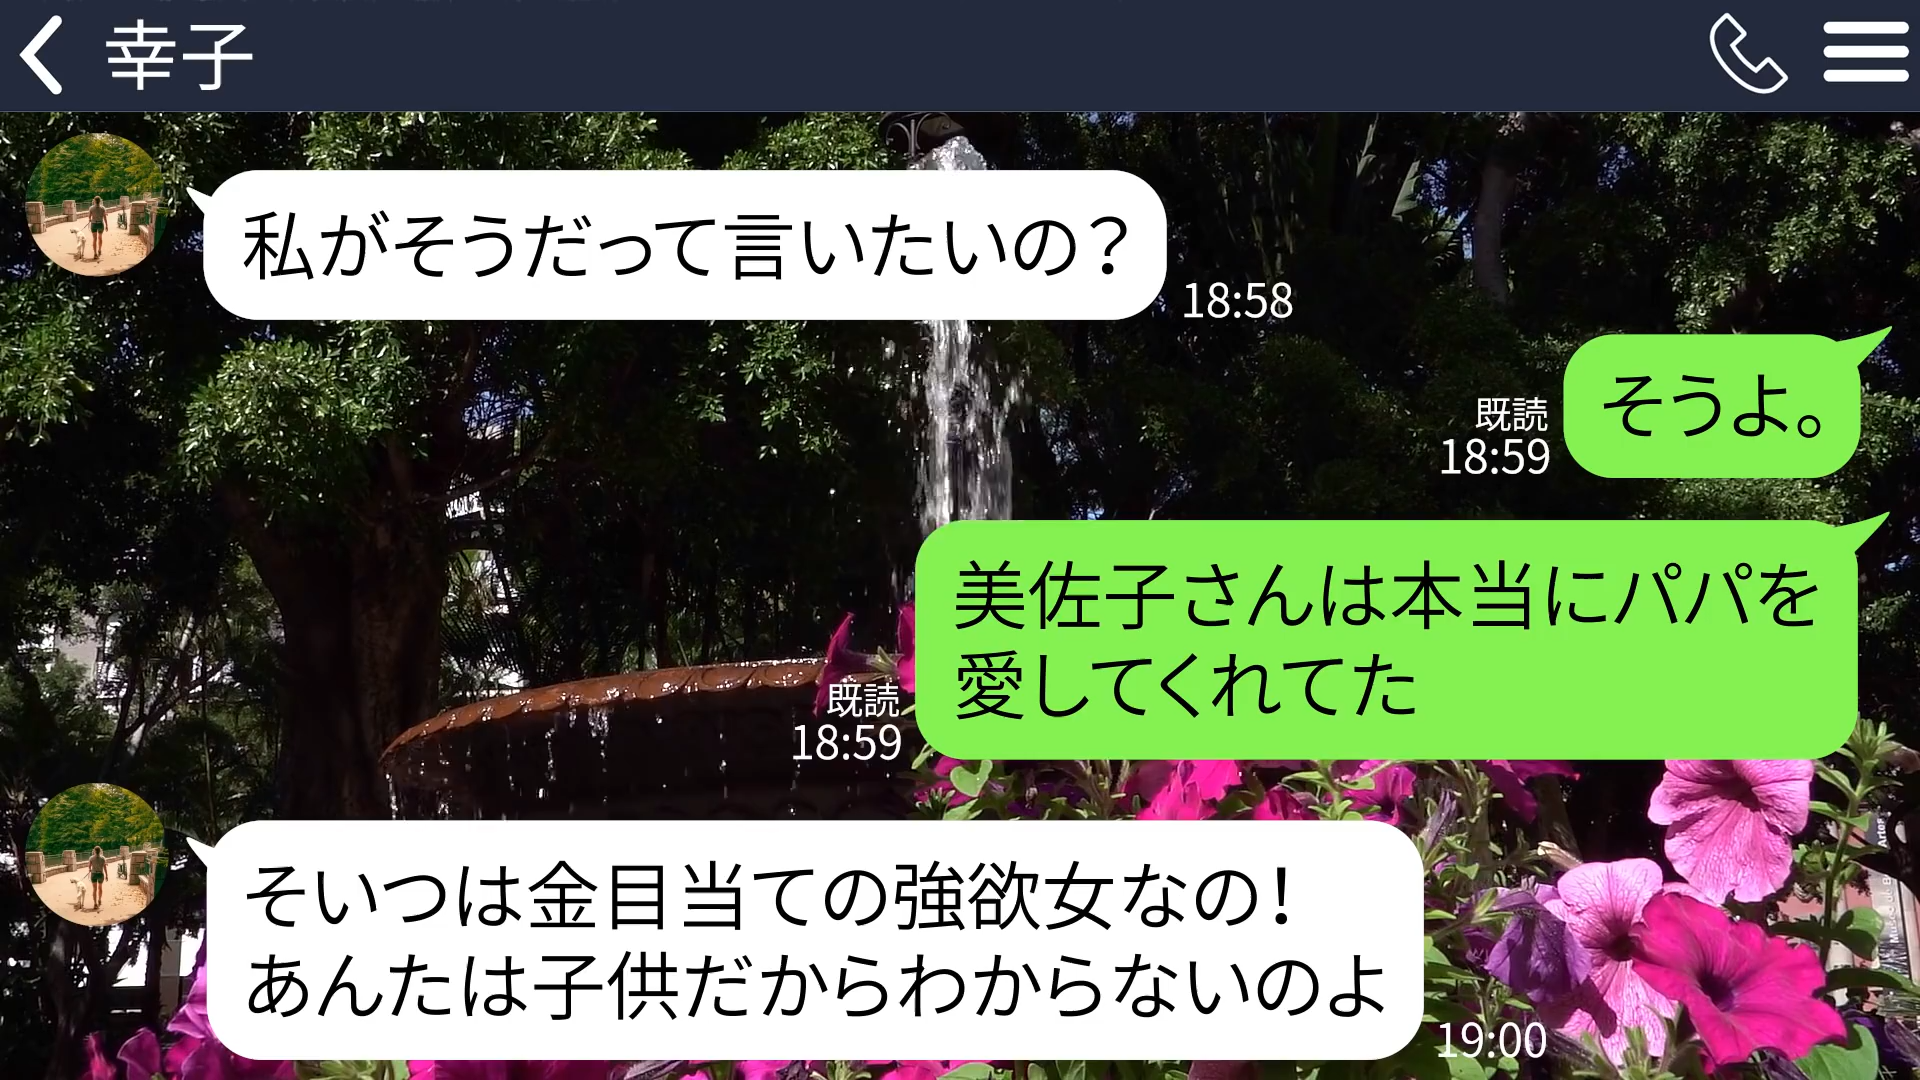 幸子
私がそうだって言いたいの？
18:58
そうよ。
既読
18:59
美佐子さんは本当にパパを
愛してくれてた
既読
18:59
そいつは金目当ての強欲女なの！
あんたは子供だからわからないのよ
19:00